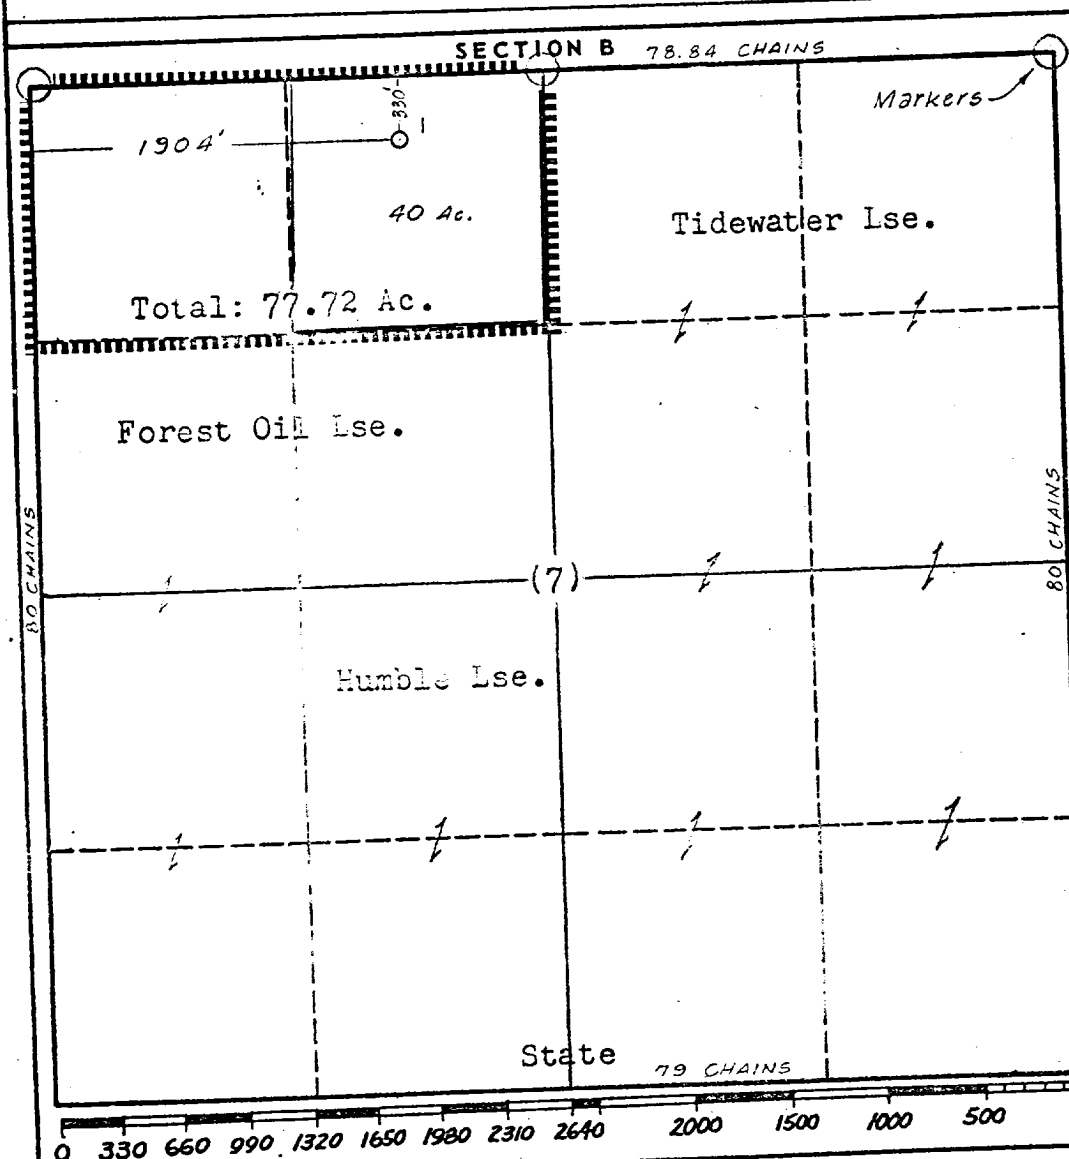 SECTION B 78.84 CHAINS
Markers
330'
1904' 1
40 Ac.
Tidewater Lse.
Total: 77.72 Ac.
Forest Oil Lse.
80 CHAINS
80 CHAINS
(7)
Humble Lse.
State 79 CHAINS
0 330 660 990 1320 1650 1980 2310 2640 2000 1500 1000 500